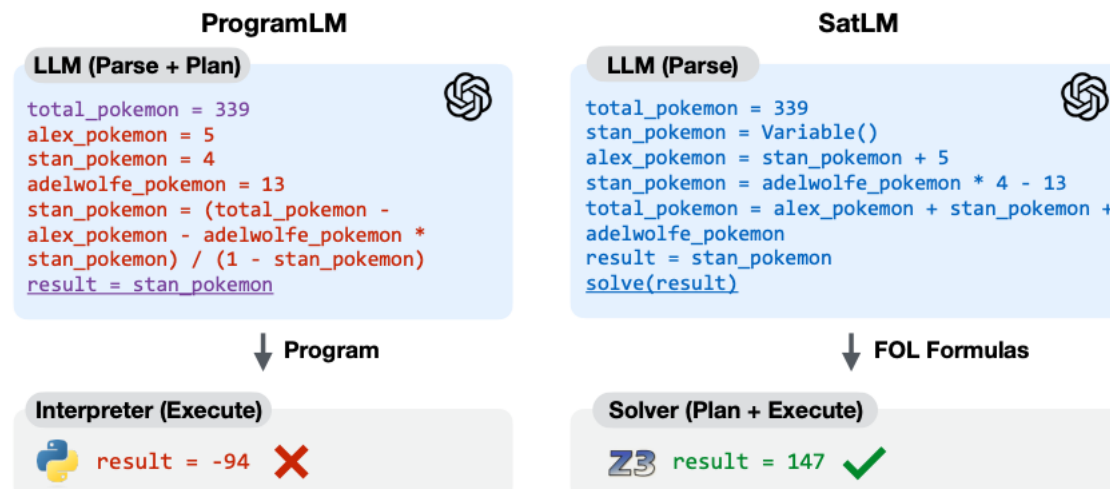 ProgramLM
LLM (Parse + Plan)
total_pokemon = 339
alex_pokemon = 5
stan_pokemon = 4
adelwolfe_pokemon = 13
stan_pokemon = (total_pokemon -
alex_pokemon - adelwolfe_pokemon *
stan_pokemon) / (1 - stan_pokemon)
result = stan_pokemon
Program
Interpreter (Execute)
result = -94
SatLM
LLM (Parse)
total_pokemon = 339
stan_pokemon = Variable()
alex_pokemon = stan_pokemon + 5
stan_pokemon = adelwolfe_pokemon * 4 - 13
total_pokemon = alex_pokemon + stan_pokemon +
adelwolfe_pokemon
result = stan_pokemon
solve(result)
FOL Formulas
Solver (Plan + Execute)
Z3 result = 147